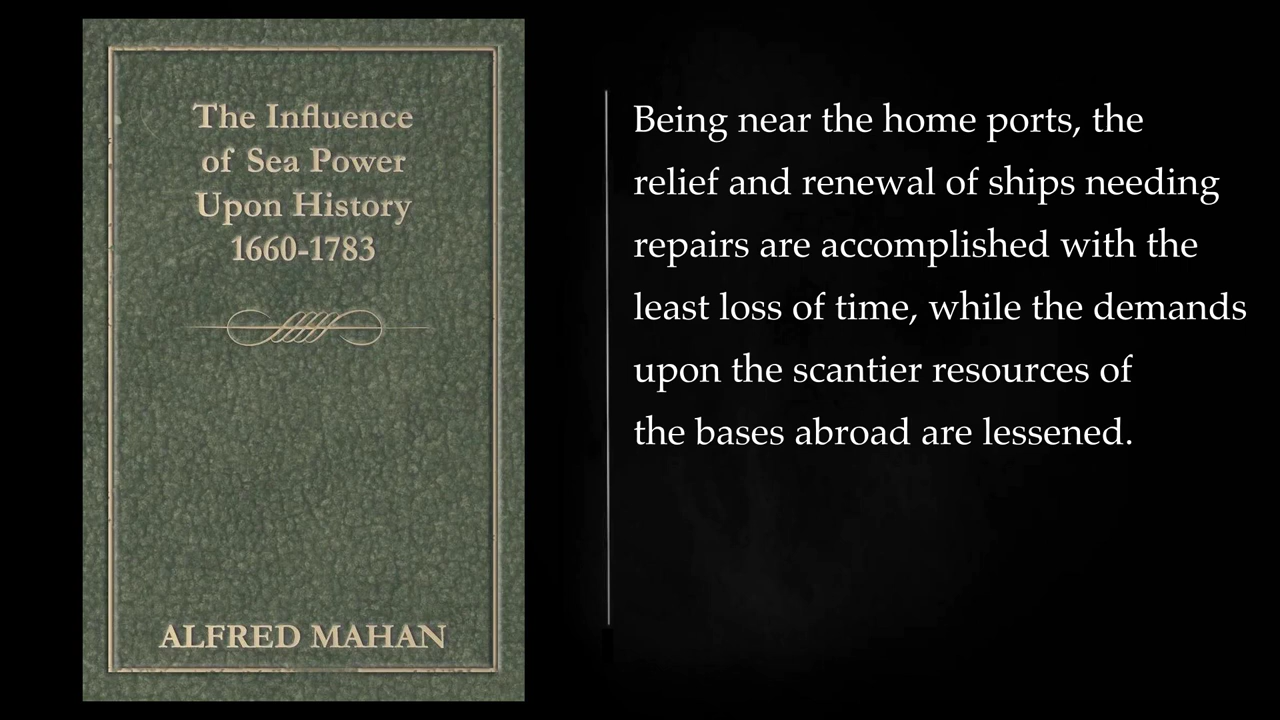 The Influence
of Sea Power
Upon History
1660-1783
ALFRED MAHAN
Being near the home ports, the
relief and renewal of ships needing
repairs are accomplished with the
least loss of time, while the demands
upon the scantier resources of
the bases abroad are lessened.